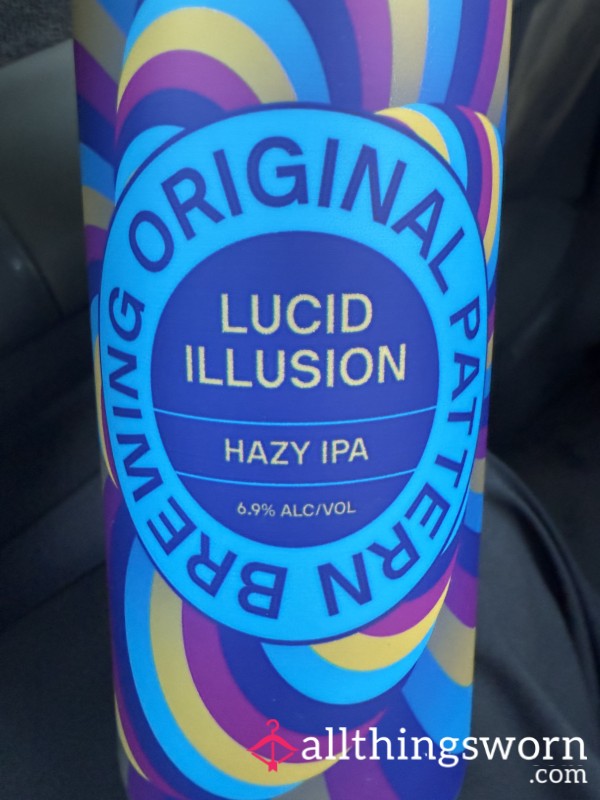 ORIGINAL PATTERN BREWING
LUCID
ILLUSION
HAZY IPA
6.9% ALC/VOL
allthingsworn
.com